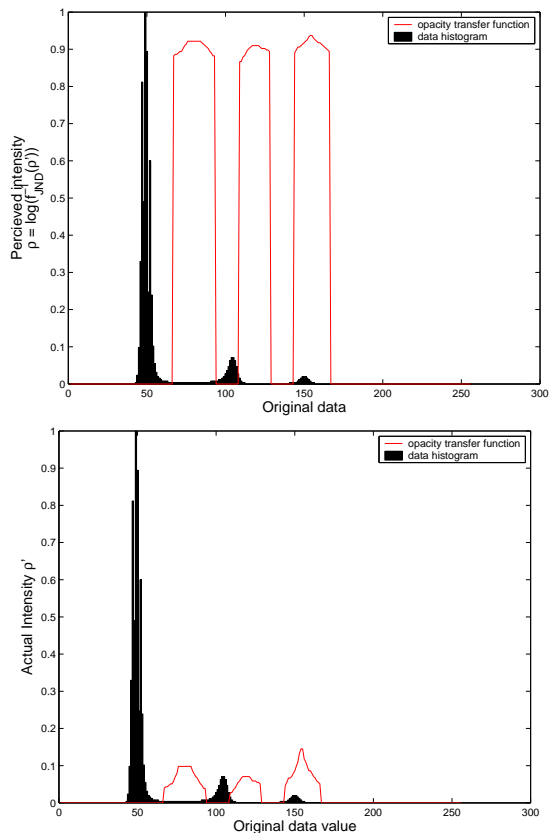 1
0.9
0.8
0.7
0.6
0.5
0.4
0.3
0.2
0.1
0
Percieved intensity
ρ = log(f⁻¹JND(ρ'))
opacity transfer function
data histogram
0 50 100 150 200 250 300
Original data
1
0.9
0.8
0.7
0.6
0.5
0.4
0.3
0.2
0.1
0
Actual Intensity ρ'
opacity transfer function
data histogram
0 50 100 150 200 250 300
Original data value